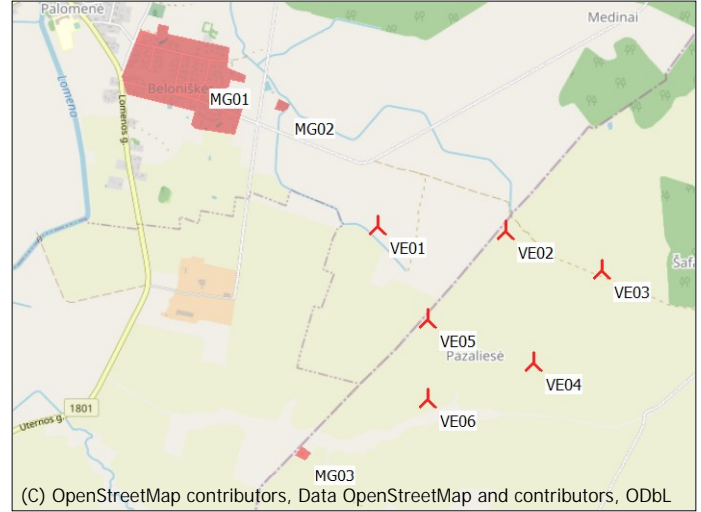 Palomenė
Medinai
Lomena
Beloniškė
Lomenos g.
MG01
MG02
VE01
VE02
VE03
Šaf
VE05
Pazaliesė
VE04
1801
Uternos g.
VE06
MG03
(C) OpenStreetMap contributors, Data OpenStreetMap and contributors, ODbL